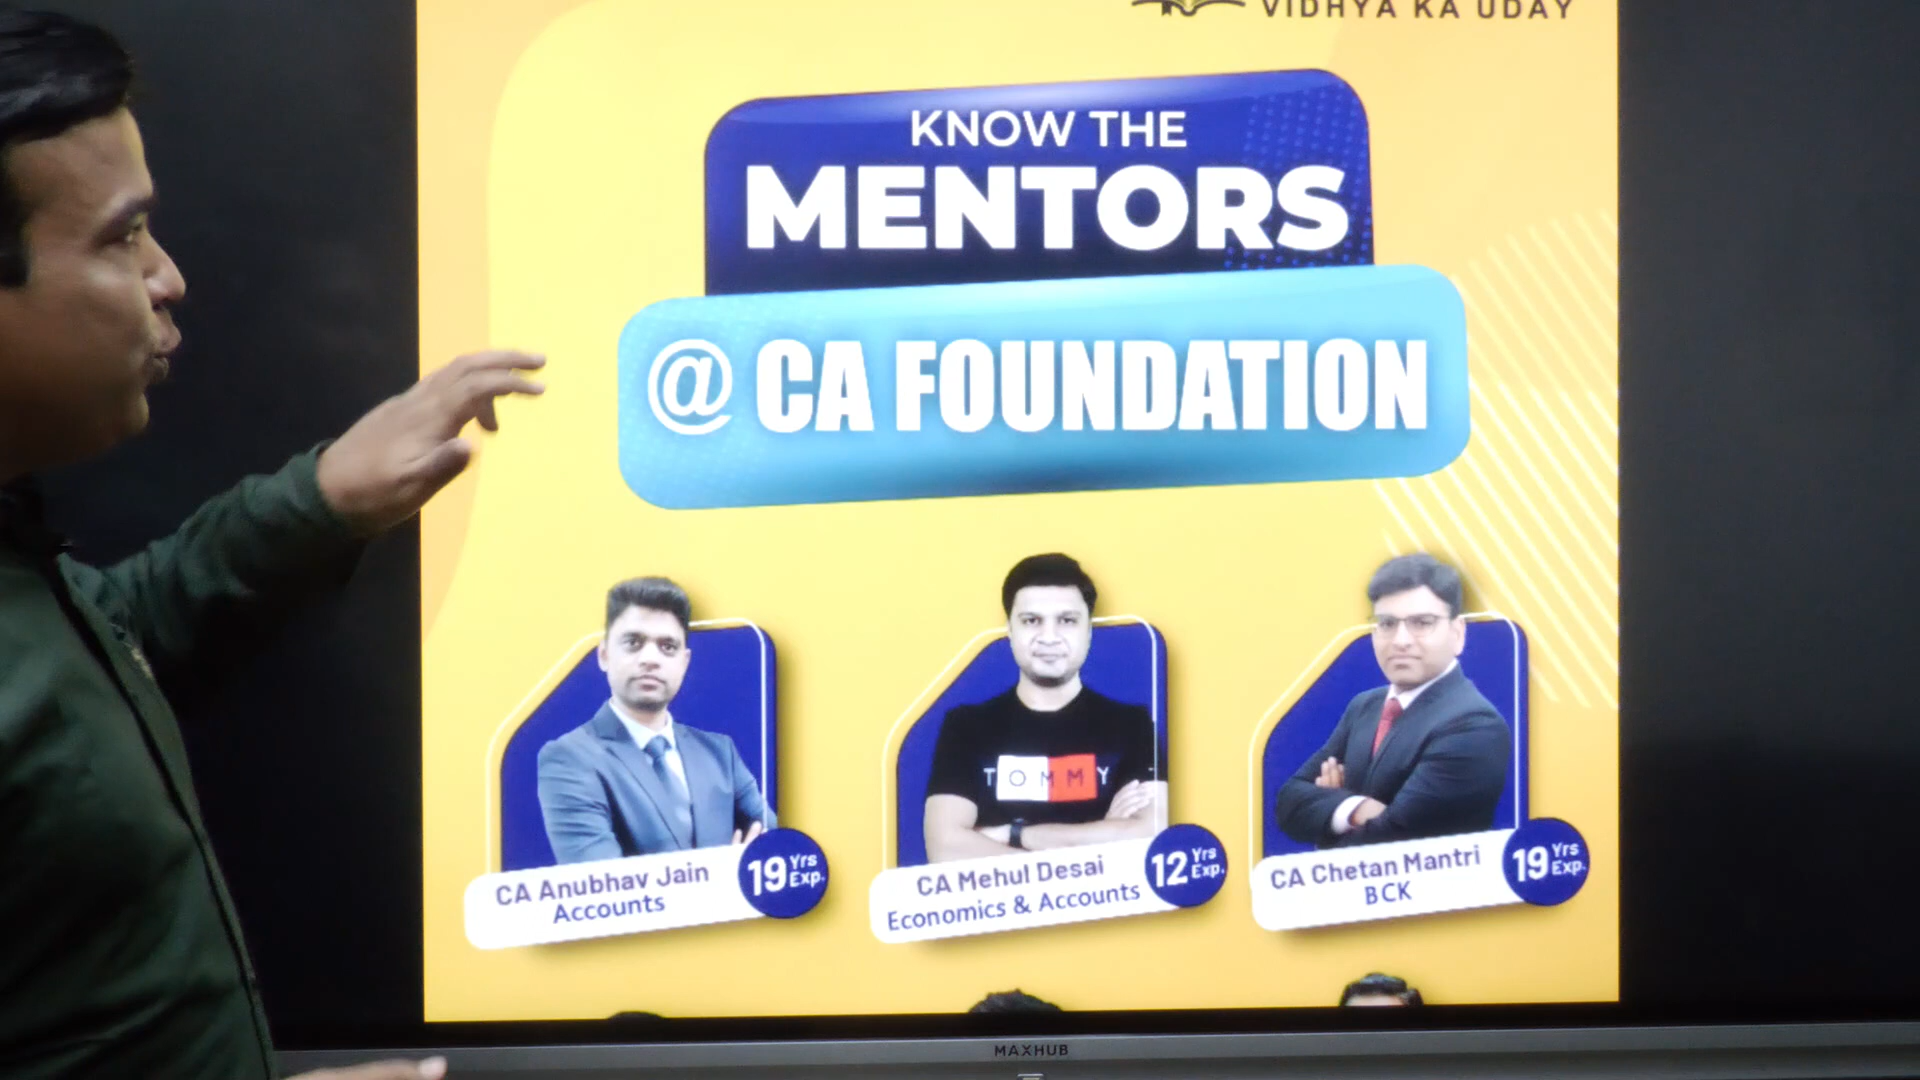 VIDHYA KA UDAY
KNOW THE
MENTORS
@ CA FOUNDATION
TOMMY
CA Anubhav Jain
Accounts
19 Yrs
Exp.
CA Mehul Desai
Economics & Accounts
12 Yrs
Exp.
CA Chetan Mantri
BCK
19 Yrs
Exp.
MAXHUB